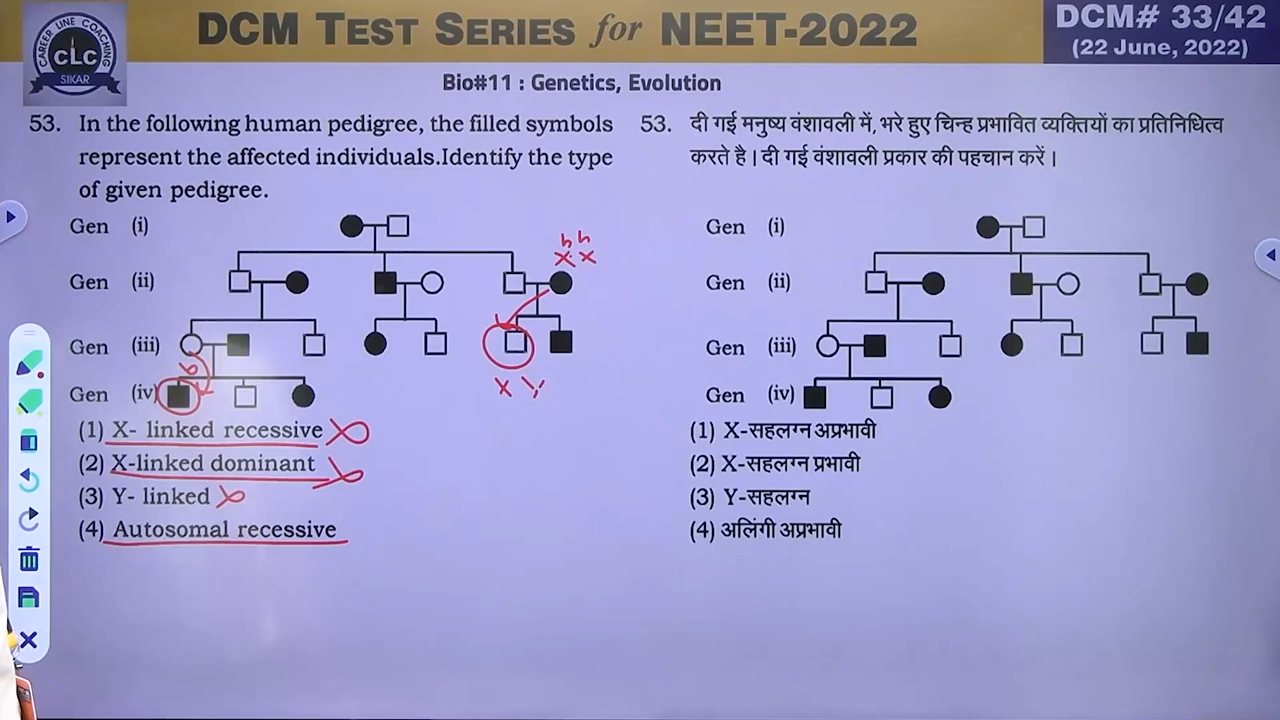 CAREER LINE COACHING
CLC
SIKAR
DCM TEST SERIES for NEET-2022
DCM# 33/42
(22 June, 2022)
Bio#11 : Genetics, Evolution
53. In the following human pedigree, the filled symbols
represent the affected individuals.Identify the type
of given pedigree.
Gen (i)
h h
X X
Gen (ii)
Gen (iii)
X Y
Gen (iv)
(1) X- linked recessive
(2) X-linked dominant
(3) Y- linked
(4) Autosomal recessive
53. दी गई मनुष्य वंशावली में, भरे हुए चिन्ह प्रभावित व्यक्तियों का प्रतिनिधित्व
करते है। दी गई वंशावली प्रकार की पहचान करें।
Gen (i)
Gen (ii)
Gen (iii)
Gen (iv)
(1) X-सहलग्न अप्रभावी
(2) X-सहलग्न प्रभावी
(3) Y-सहलग्न
(4) अलिंगी अप्रभावी